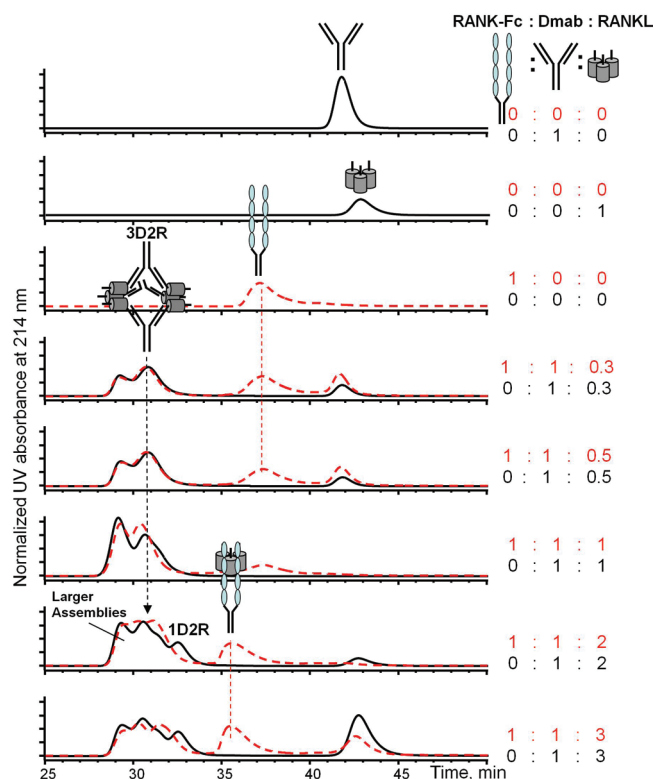 RANK-Fc : Dmab : RANKL
: :
0 : 0 : 0
0 : 1 : 0
0 : 0 : 0
0 : 0 : 1
3D2R
1 : 0 : 0
0 : 0 : 0
1 : 1 : 0.3
0 : 1 : 0.3
1 : 1 : 0.5
0 : 1 : 0.5
1 : 1 : 1
0 : 1 : 1
Larger
Assemblies
1D2R
1 : 1 : 2
0 : 1 : 2
1 : 1 : 3
0 : 1 : 3
25 30 35 40 45
Time, min
Normalized UV absorbance at 214 nm